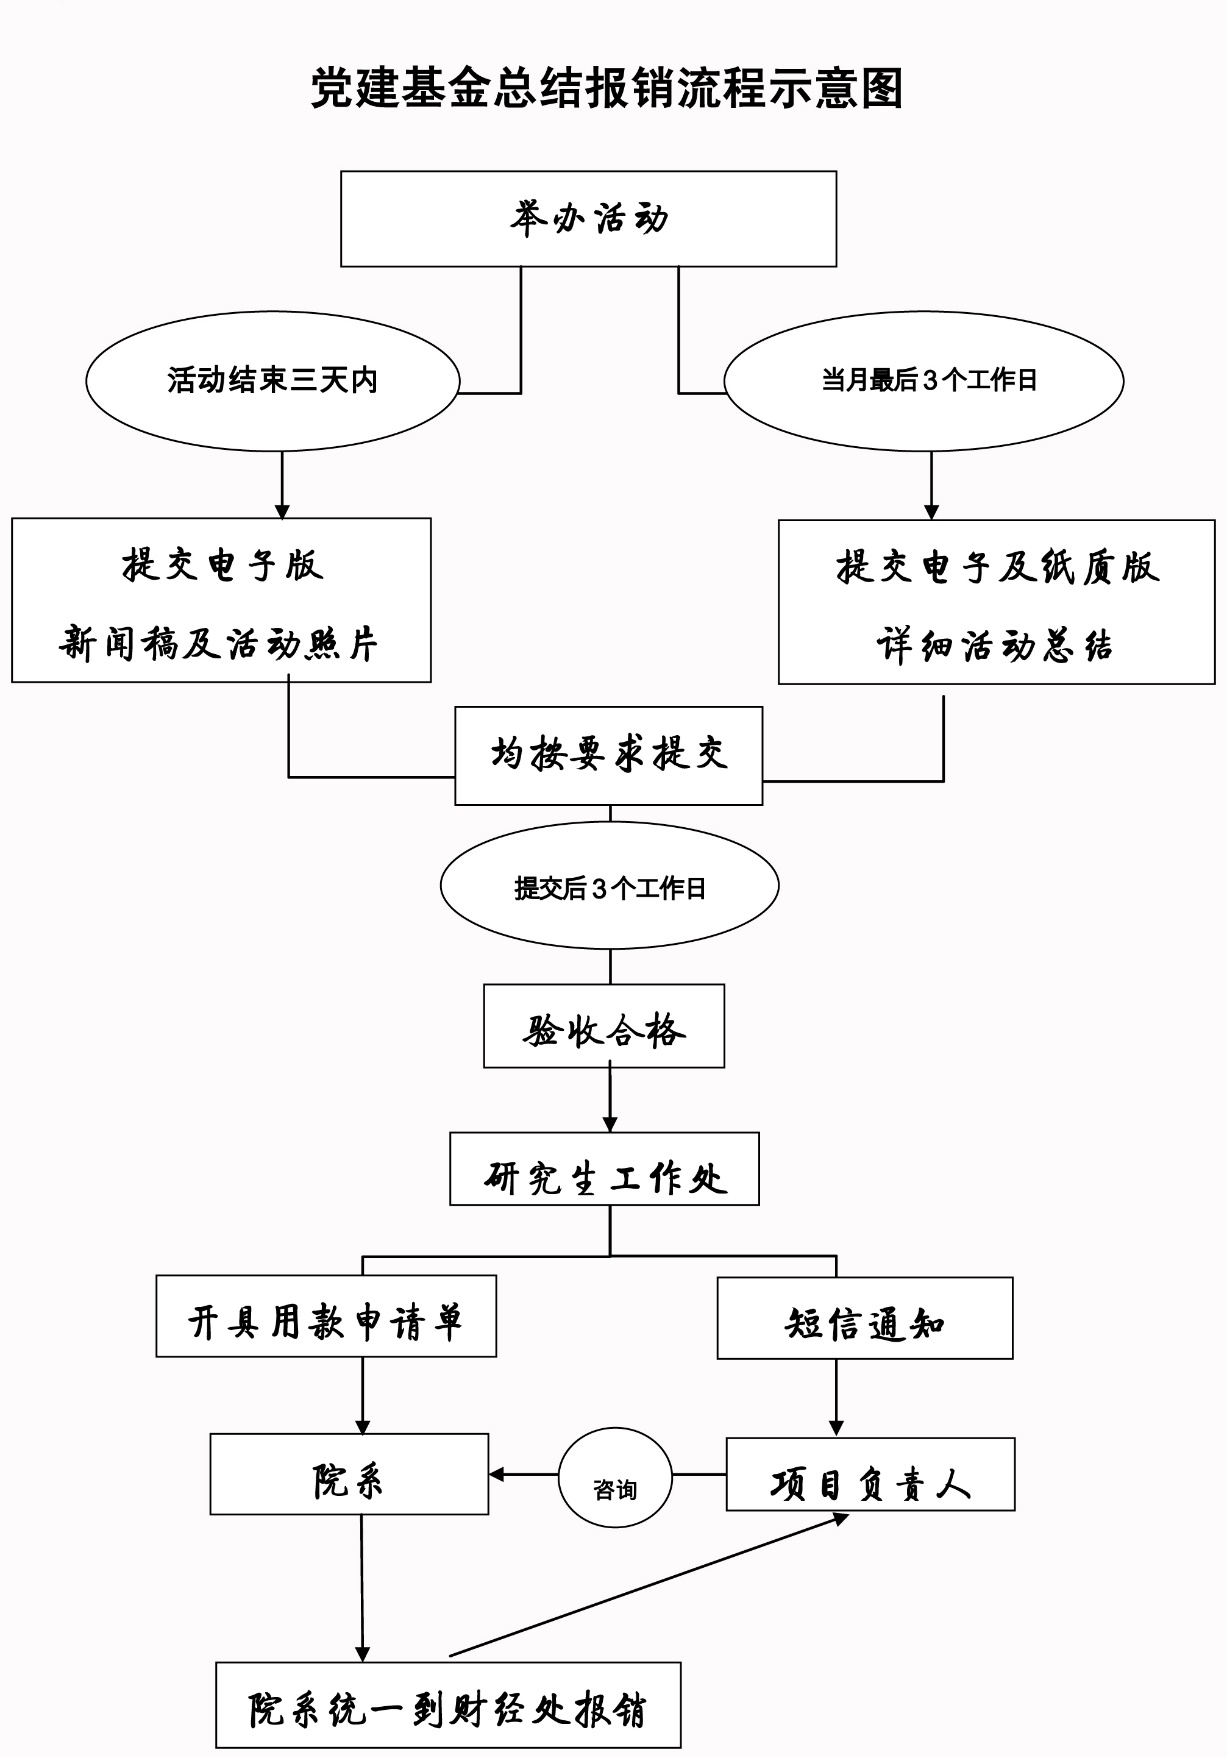 党建基金总结报销流程示意图
举办活动
活动结束三天内
当月最后3个工作日
提交电子版
新闻稿及活动照片
提交电子及纸质版
详细活动总结
均按要求提交
提交后3个工作日
验收合格
研究生工作处
开具用款申请单
短信通知
院系
咨询
项目负责人
院系统一到财经处报销